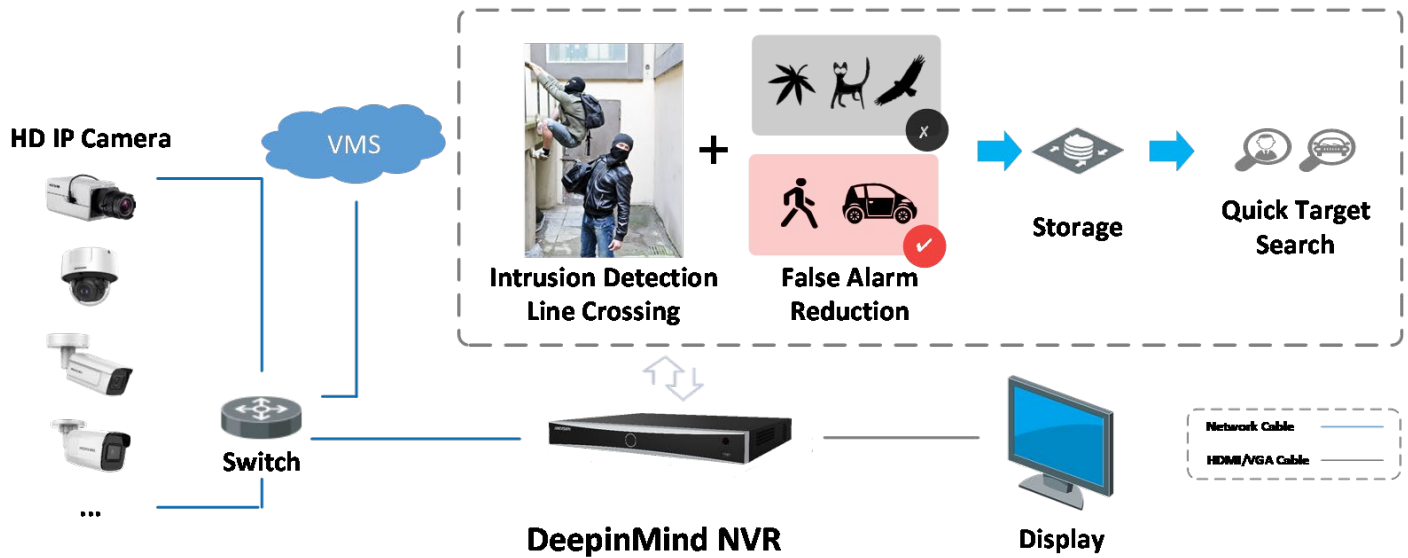 HD IP Camera
VMS
Intrusion Detection
Line Crossing
+
False Alarm
Reduction
x
Storage
Quick Target
Search
Switch
...
HIKVISION
DeepinMind NVR
Display
Network Cable
HDMI/VGA Cable